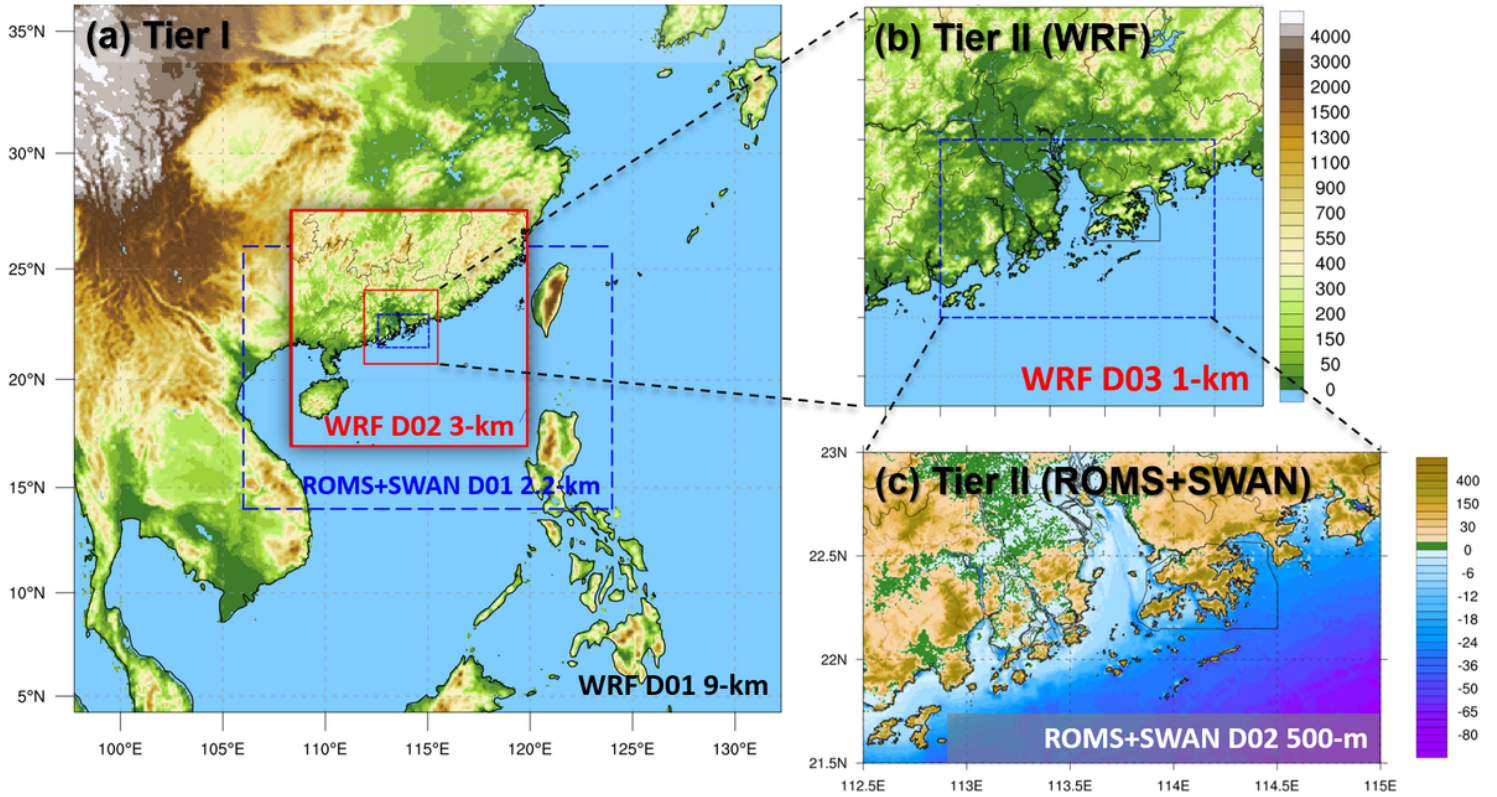 (a) Tier I
35°N
30°N
25°N
20°N
15°N
10°N
5°N
100°E
105°E
110°E
115°E
120°E
125°E
130°E
WRF D02 3-km
ROMS+SWAN D01 2.2-km
WRF D01 9-km
(b) Tier II (WRF)
WRF D03 1-km
4000
3000
2000
1500
1300
1100
900
700
550
400
300
200
150
50
0
(c) Tier II (ROMS+SWAN)
23N
22.5N
22N
21.5N
112.5E
113E
113.5E
114E
114.5E
115E
ROMS+SWAN D02 500-m
400
150
30
0
-6
-12
-18
-24
-36
-50
-65
-80